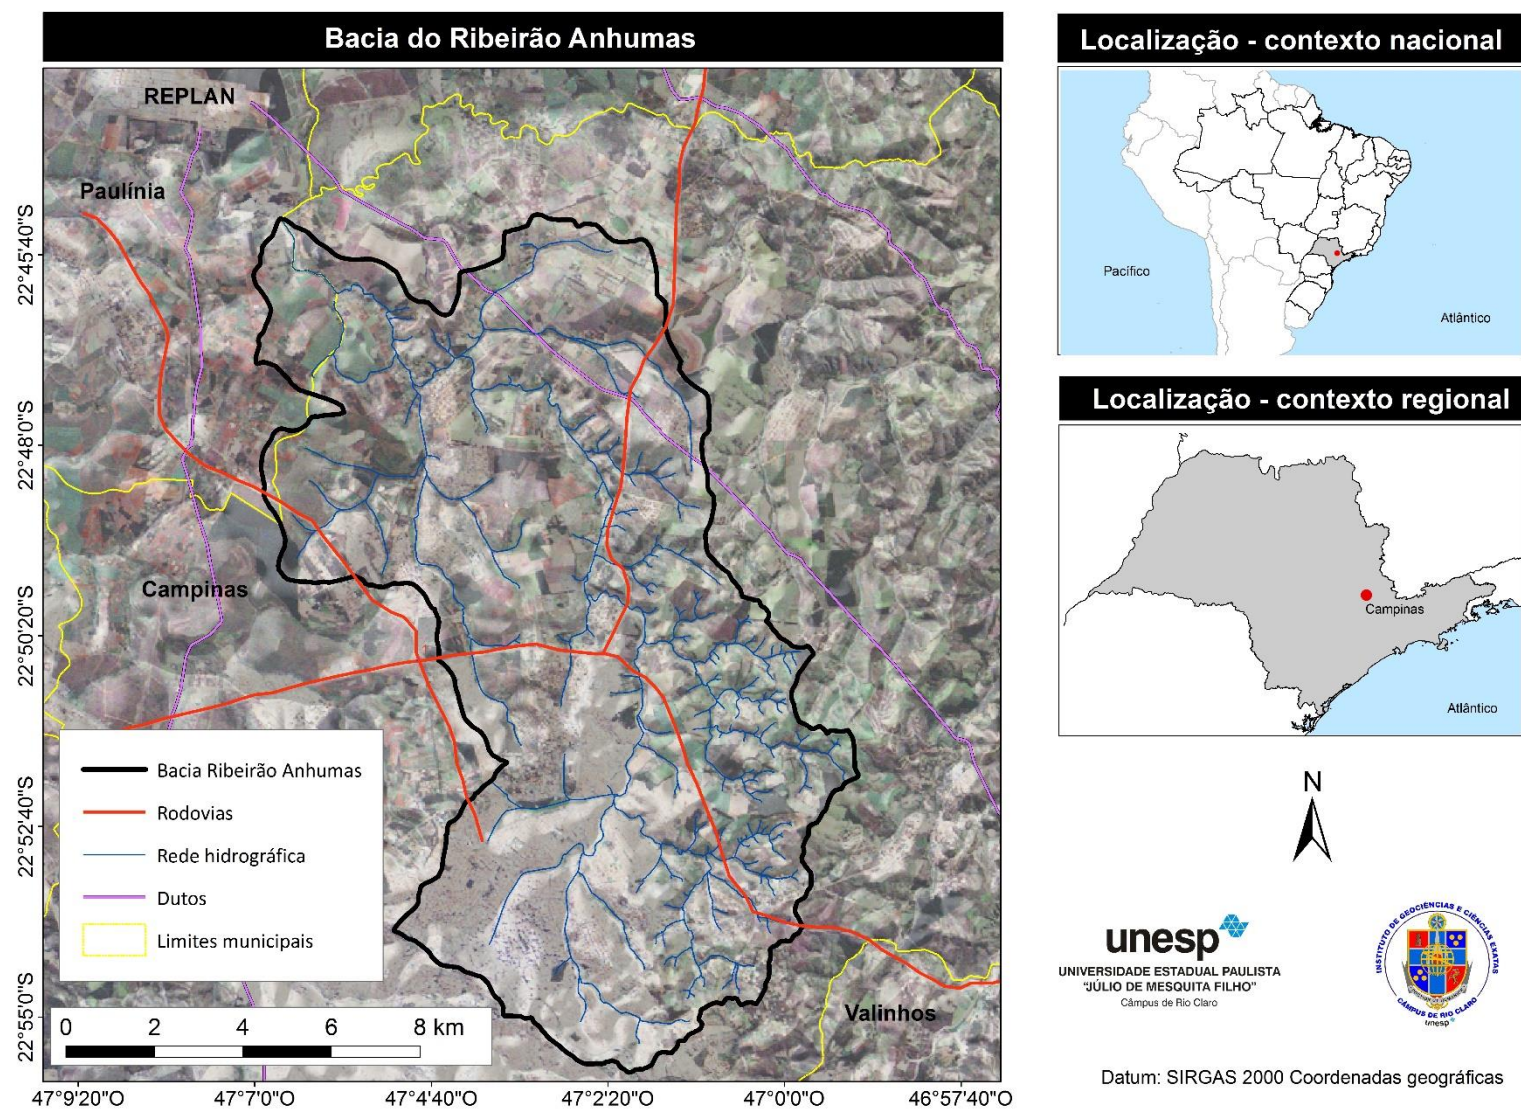 Bacia do Ribeirão Anhumas
REPLAN
Paulínia
Campinas
Valinhos
22°45'40"S
22°48'0"S
22°50'20"S
22°52'40"S
22°55'0"S
Bacia Ribeirão Anhumas
Rodovias
Rede hidrográfica
Dutos
Limites municipais
0 2 4 6 8 km
47°9'20"O 47°7'0"O 47°4'40"O 47°2'20"O 47°0'0"O 46°57'40"O
Localização - contexto nacional
Pacífico
Atlântico
Localização - contexto regional
Campinas
Atlântico
N
unesp
UNIVERSIDADE ESTADUAL PAULISTA
"JÚLIO DE MESQUITA FILHO"
Câmpus de Rio Claro
INSTITUTO DE GEOCIÊNCIAS E CIÊNCIAS EXATAS
CÂMPUS DE RIO CLARO
unesp
Datum: SIRGAS 2000 Coordenadas geográficas